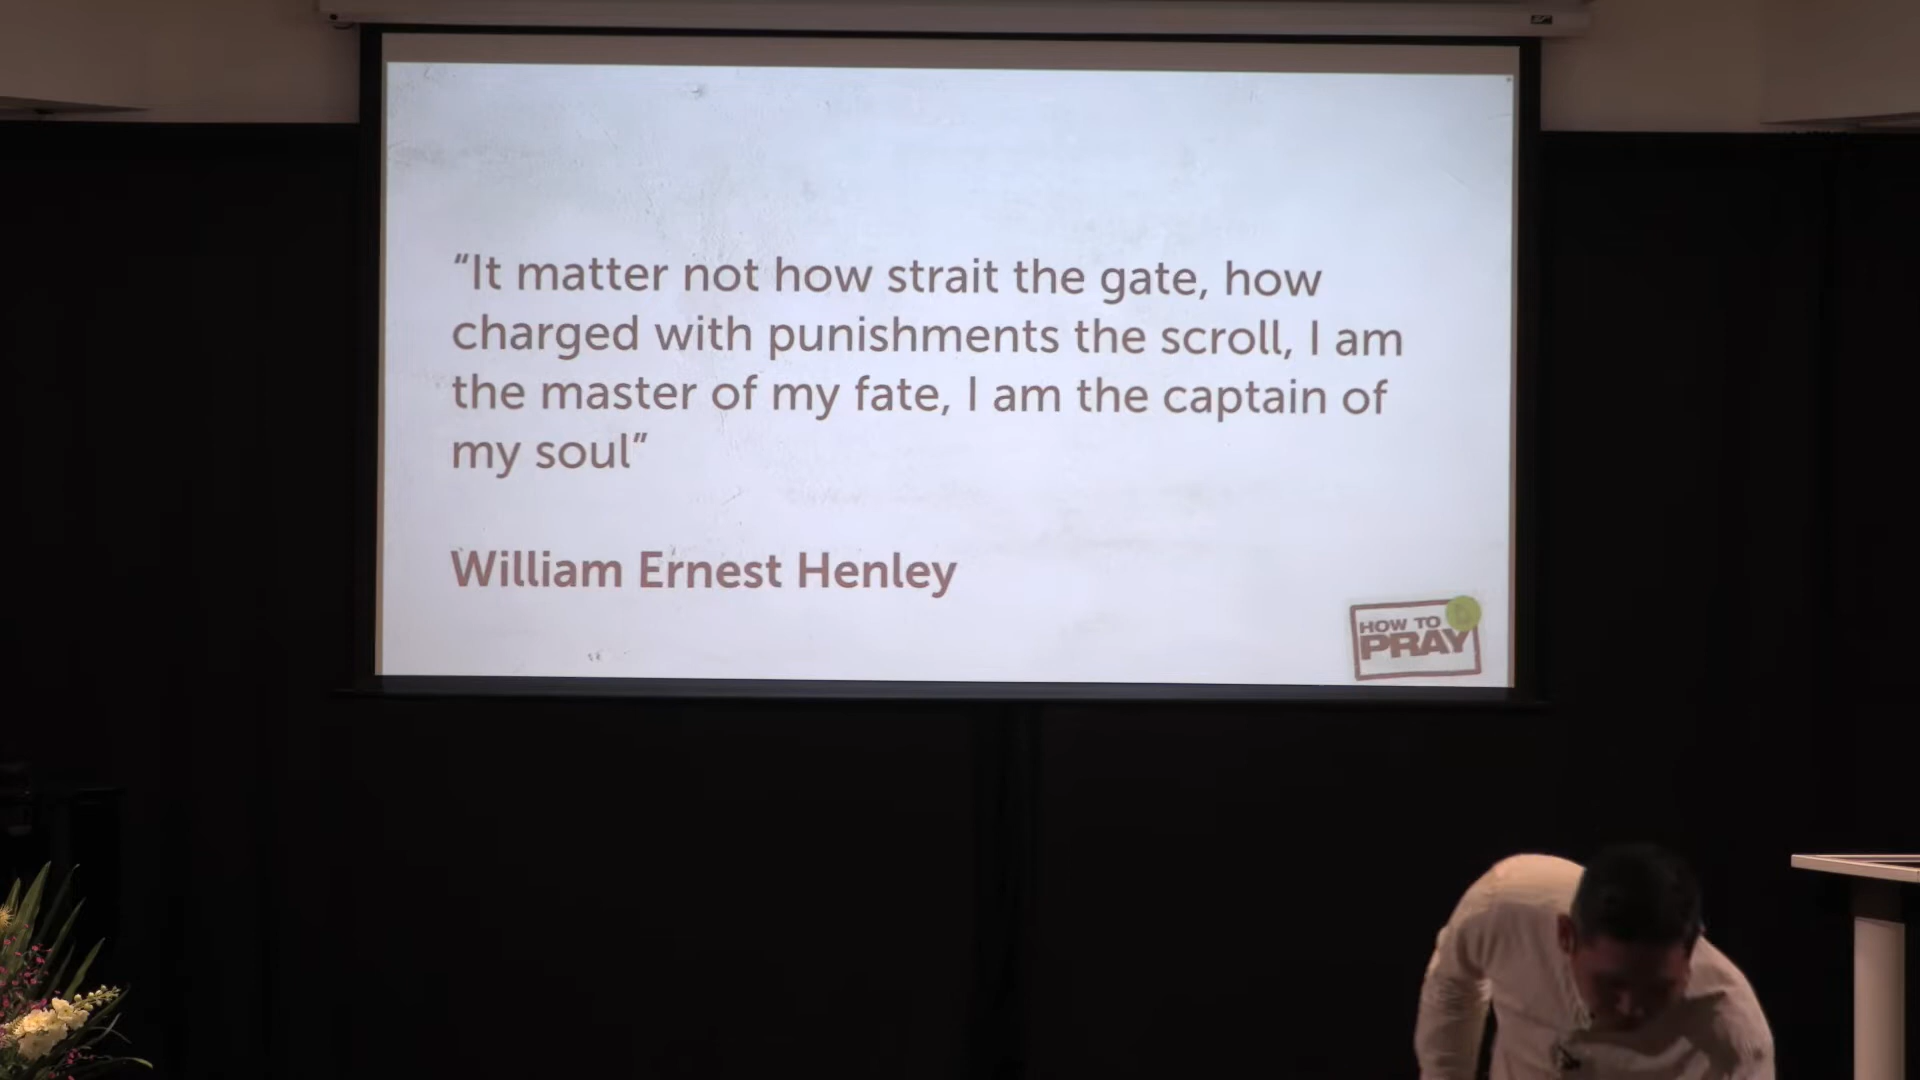 “It matter not how strait the gate, how
charged with punishments the scroll, I am
the master of my fate, I am the captain of
my soul”
William Ernest Henley
HOW TO
PRAY